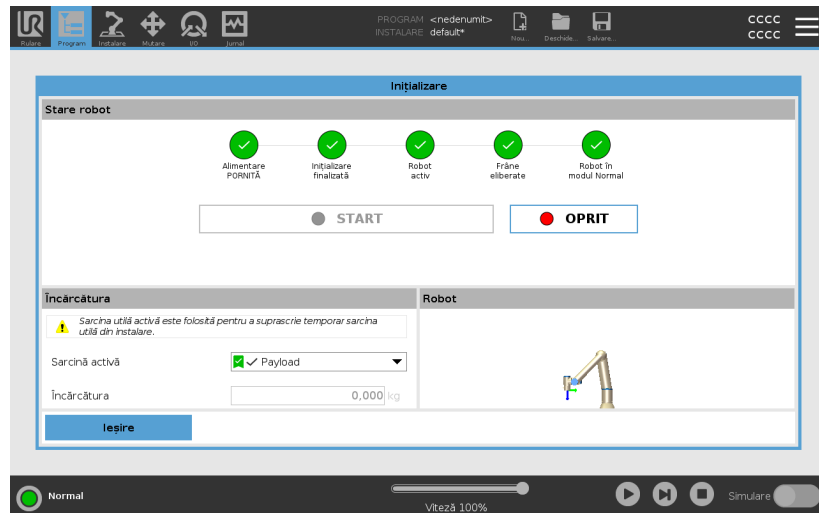 PROGRAM <nedenumit>
INSTALARE default*
UR
Rulare Program Instalare Mutare I/O Jurnal
Nou... Deschide... Salvare...
CCCC
CCCC
Inițializare
Stare robot
Alimentare PORNITĂ
Inițializare finalizată
Robot activ
Frâne eliberate
Robot în modul Normal
START
OPRIT
Încărcătura
Robot
Sarcina utilă activă este folosită pentru a suprascrie temporar sarcina
utilă din instalare.
Sarcină activă
Payload
Încărcătura
0,000 kg
Ieșire
Normal
Viteză 100%
Simulare